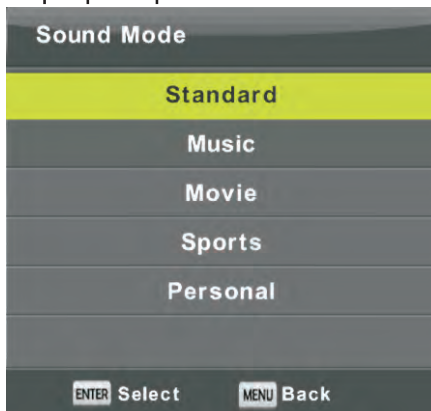 Sound Mode
Standard
Music
Movie
Sports
Personal
ENTER Select MENU Back